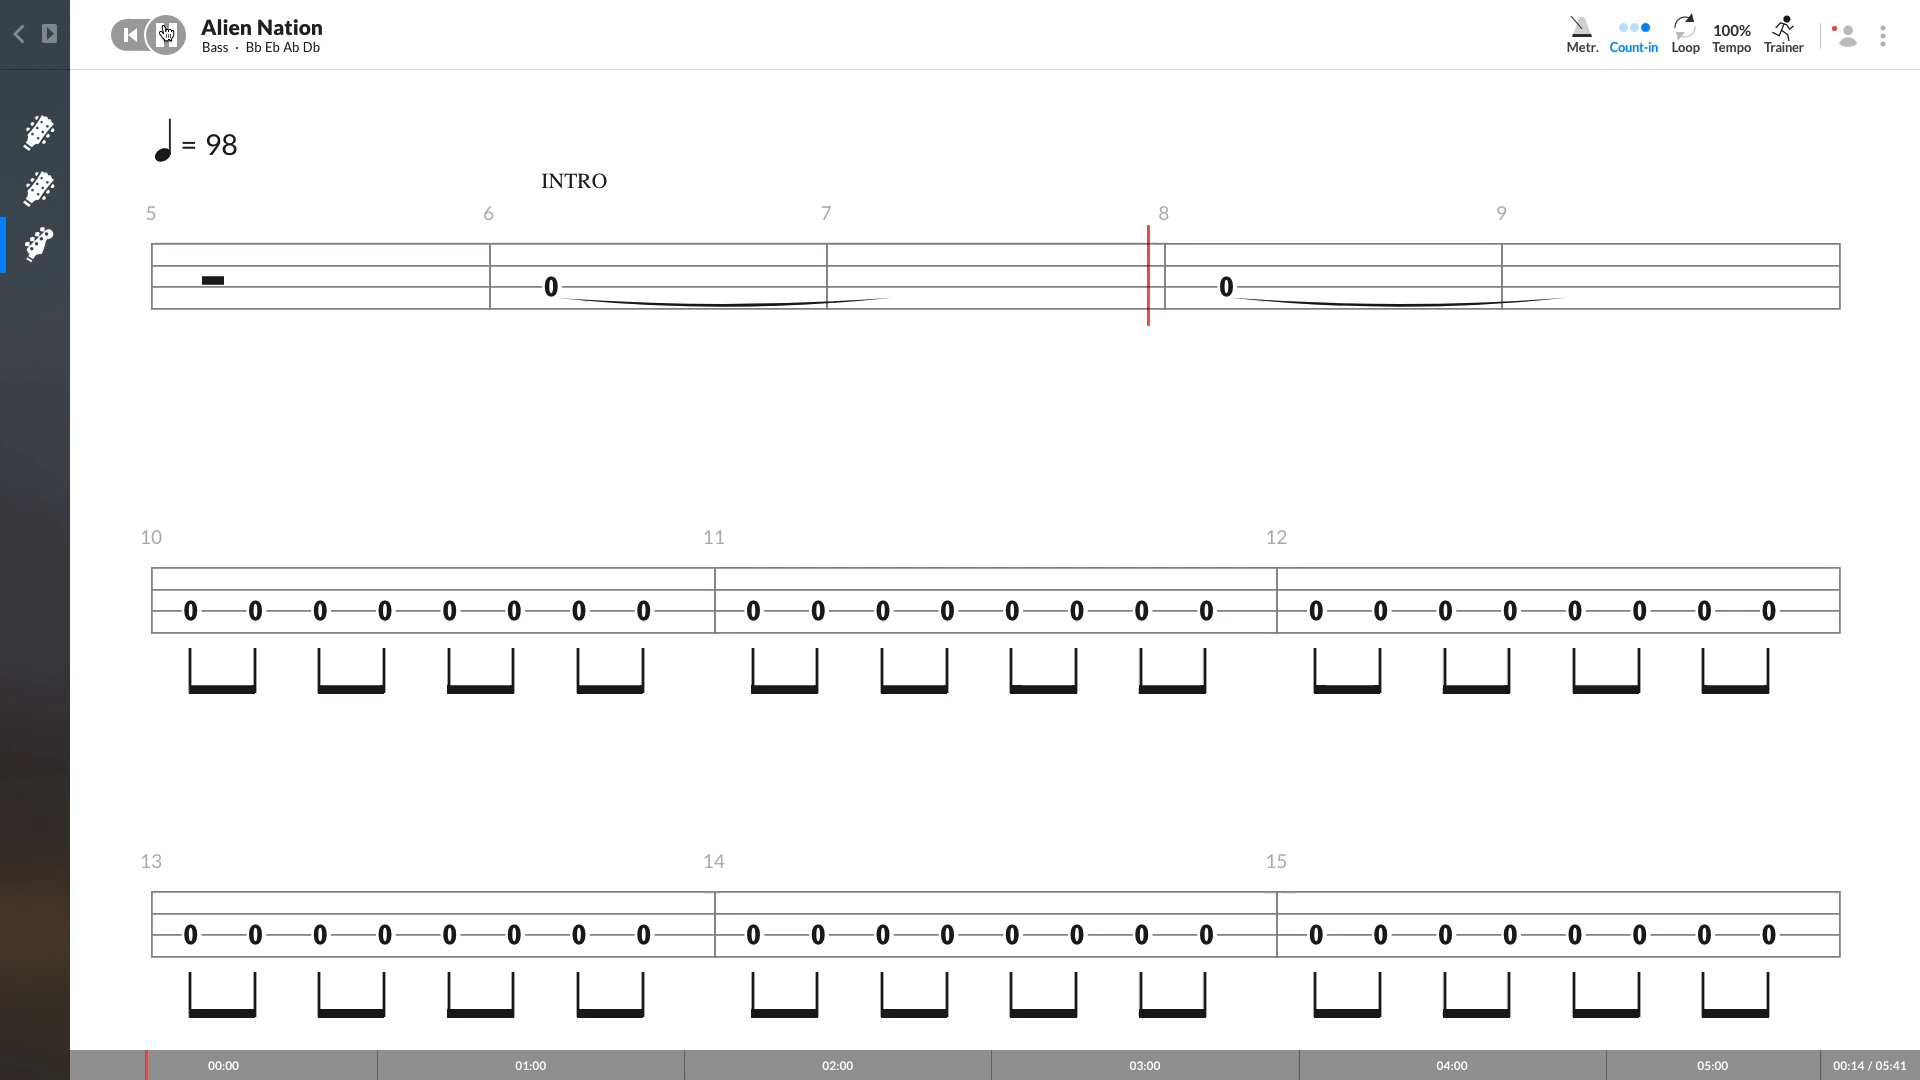 Alien Nation
Bass · Bb Eb Ab Db
Metr.
Count-in
Loop
100%
Tempo
Trainer
= 98
INTRO
5 6 7 8 9
0 0
10 11 12
0 0 0 0 0 0 0 0 0 0 0 0 0 0 0 0 0 0 0 0 0 0 0 0
13 14 15
0 0 0 0 0 0 0 0 0 0 0 0 0 0 0 0 0 0 0 0 0 0 0 0
00:00 01:00 02:00 03:00 04:00 05:00 00:14 / 05:41